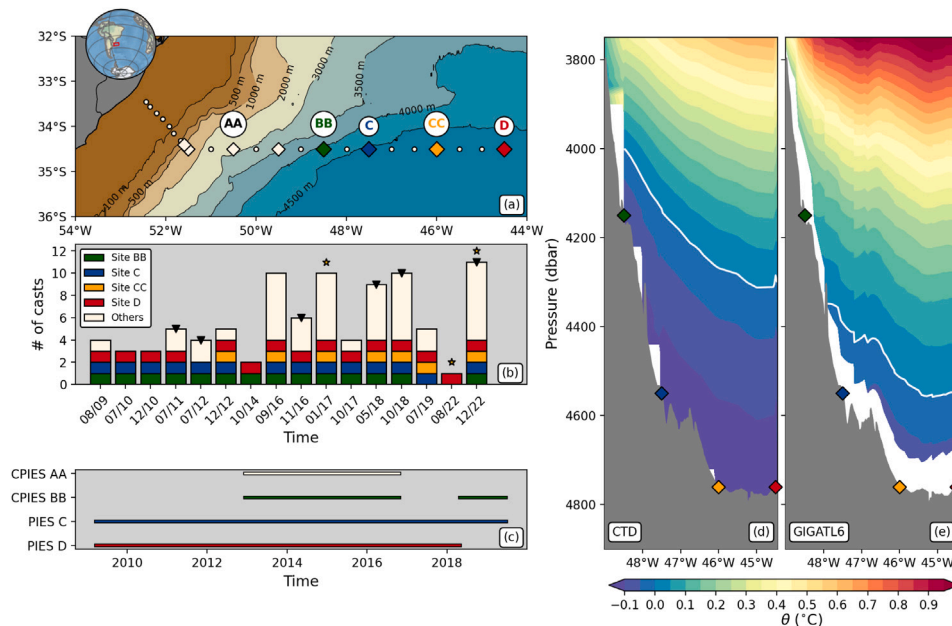 32°S
33°S
34°S
35°S
36°S
54°W
52°W
50°W
48°W
46°W
44°W
500 m
1000 m
2000 m
3000 m
3500 m
4000 m
100 m
500 m
4500 m
AA
BB
C
CC
D
(a)
# of casts
12
10
8
6
4
2
0
Site BB
Site C
Site CC
Site D
Others
(b)
08/09
07/10
12/10
07/11
07/12
12/12
10/14
09/16
11/16
01/17
10/17
05/18
10/18
07/19
08/22
12/22
Time
CPIES AA
CPIES BB
PIES C
PIES D
(c)
2010
2012
2014
2016
2018
Time
Pressure (dbar)
3800
4000
4200
4400
4600
4800
CTD
(d)
GIGATL6
(e)
48°W
47°W
46°W
45°W
48°W
47°W
46°W
45°W
−0.1
0.0
0.1
0.2
0.3
0.4
0.5
0.6
0.7
0.8
0.9
θ (°C)